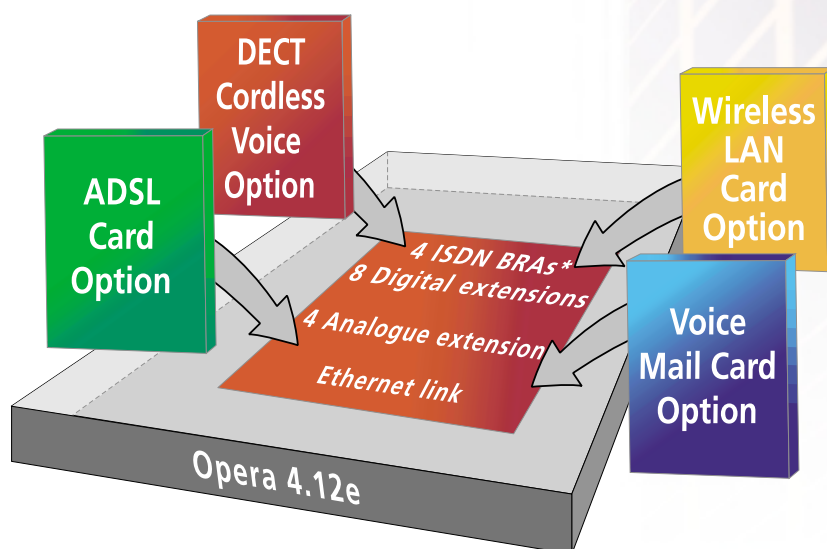 DECT
Cordless
Voice
Option
ADSL
Card
Option
Wireless
LAN
Card
Option
Voice
Mail Card
Option
4 ISDN BRAs*
8 Digital extensions
4 Analogue extension
Ethernet link
Opera 4.12e